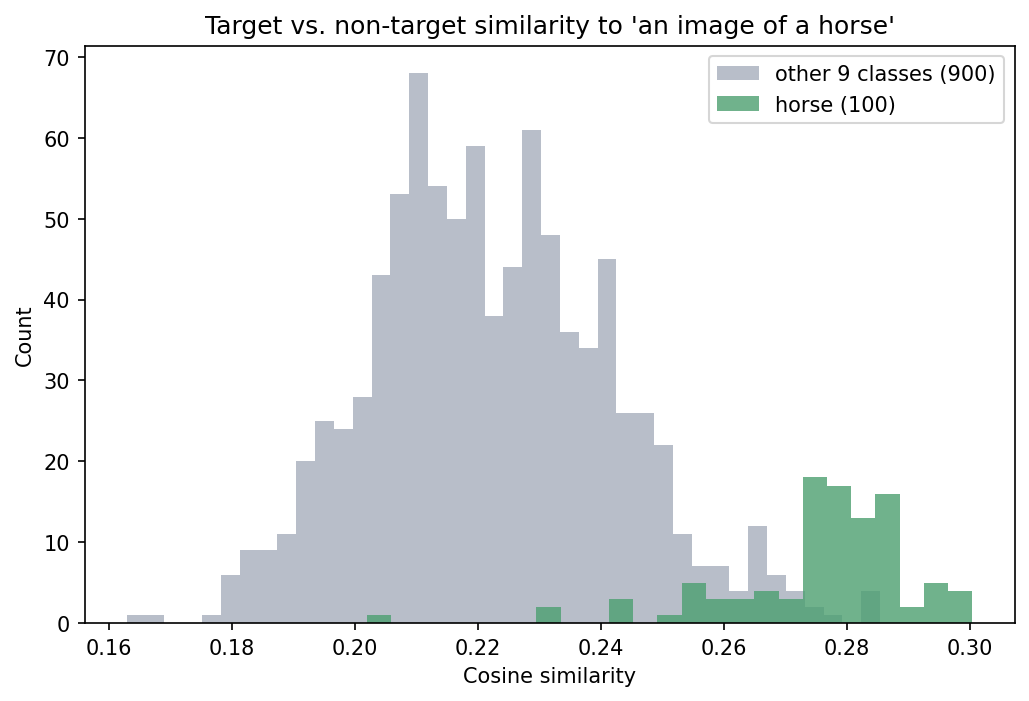 Target vs. non-target similarity to 'an image of a horse'
other 9 classes (900)
horse (100)
70
60
50
40
30
20
10
0
Count
0.16 0.18 0.20 0.22 0.24 0.26 0.28 0.30
Cosine similarity